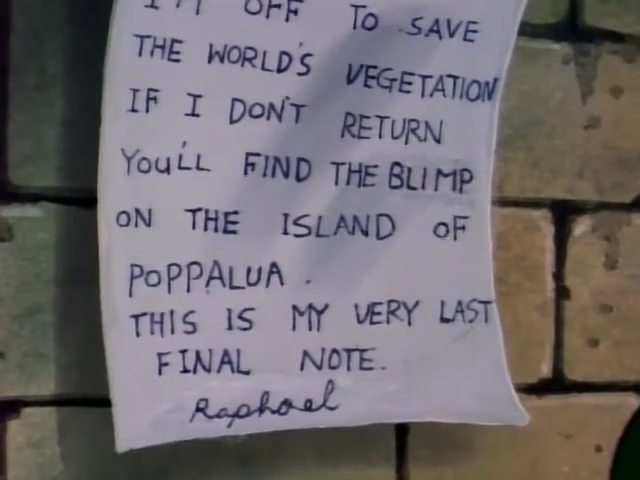 I'M OFF TO SAVE
THE WORLD'S VEGETATION
IF I DON'T RETURN
YOU'LL FIND THE BLIMP
ON THE ISLAND OF
POPPALUA.
THIS IS MY VERY LAST
FINAL NOTE.
Raphael